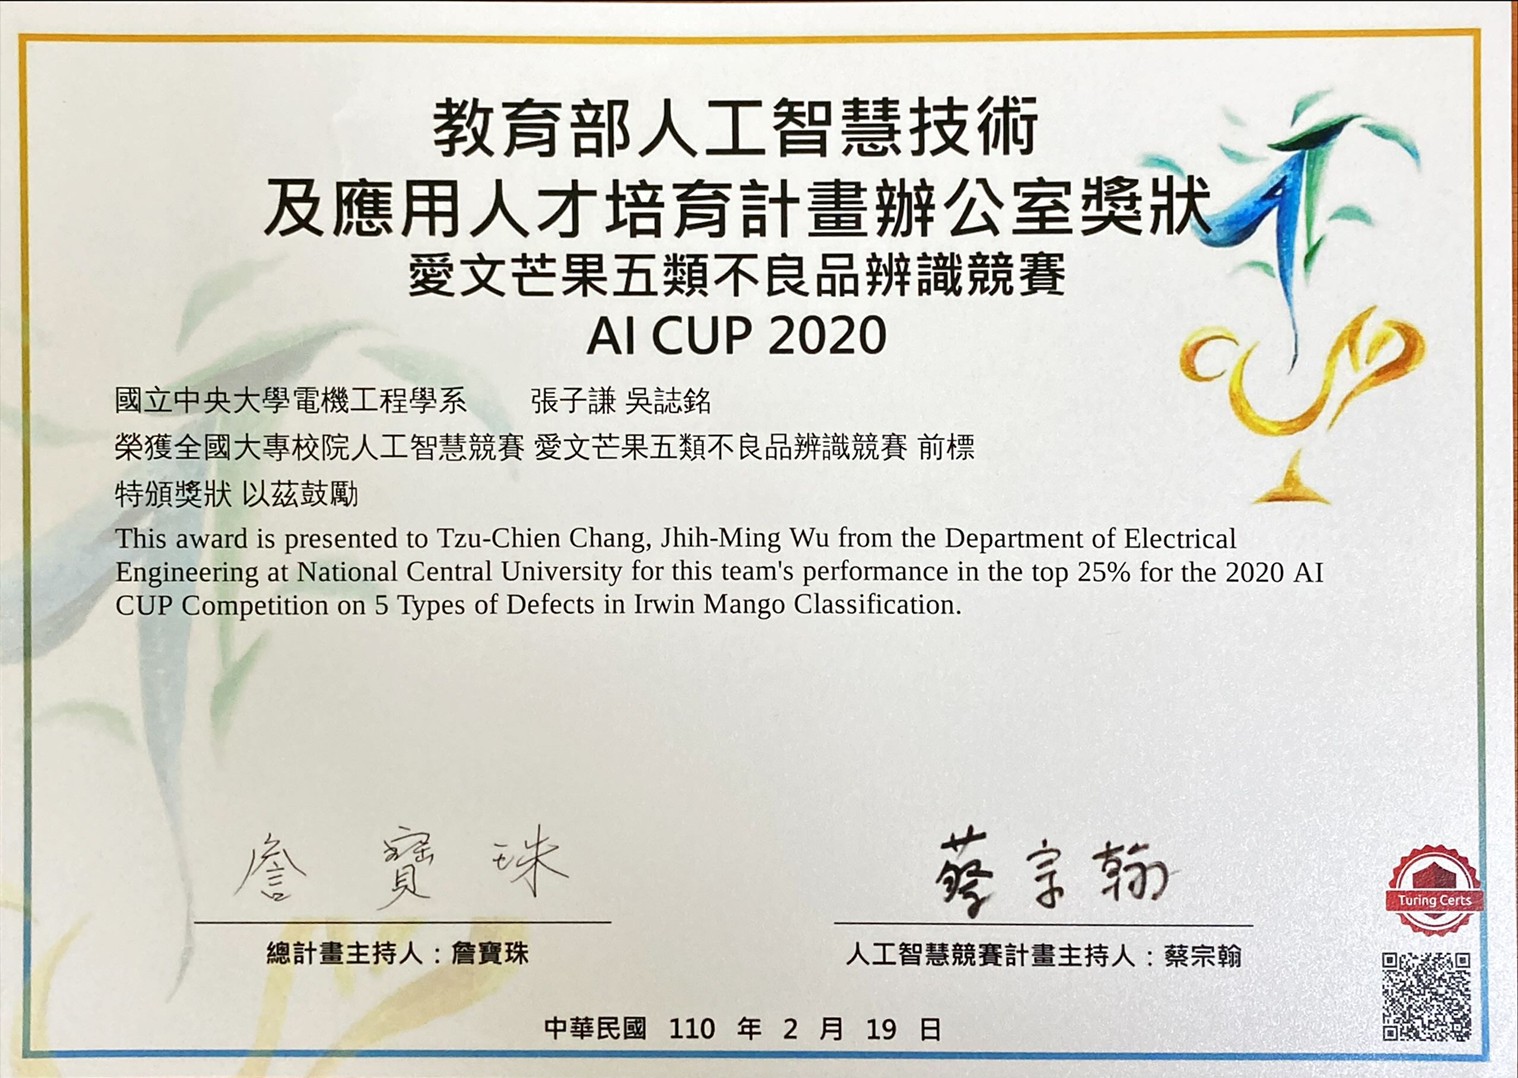 教育部人工智慧技術
及應用人才培育計畫辦公室獎狀
愛文芒果五類不良品辨識競賽
AI CUP 2020
國立中央大學電機工程學系 張子謙 吳誌銘
榮獲全國大專校院人工智慧競賽 愛文芒果五類不良品辨識競賽 前標
特頒獎狀 以茲鼓勵
This award is presented to Tzu-Chien Chang, Jhih-Ming Wu from the Department of Electrical
Engineering at National Central University for this team's performance in the top 25% for the 2020 AI
CUP Competition on 5 Types of Defects in Irwin Mango Classification.
詹寶珠
蔡宗翰
總計畫主持人：詹寶珠
人工智慧競賽計畫主持人：蔡宗翰
Turing Certs
中華民國 110 年 2 月 19 日